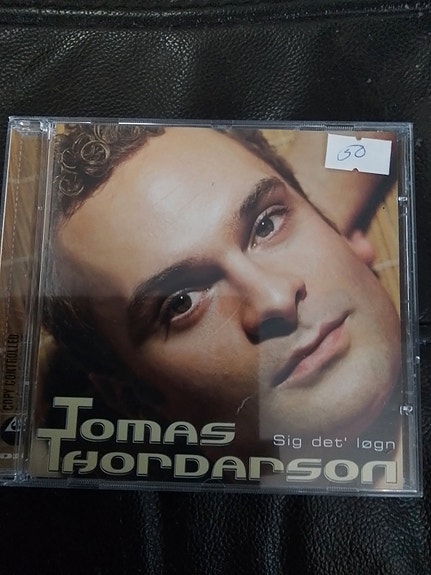 50
COPY CONTROLLED
Tomas
Sig det' løgn
Thordarson